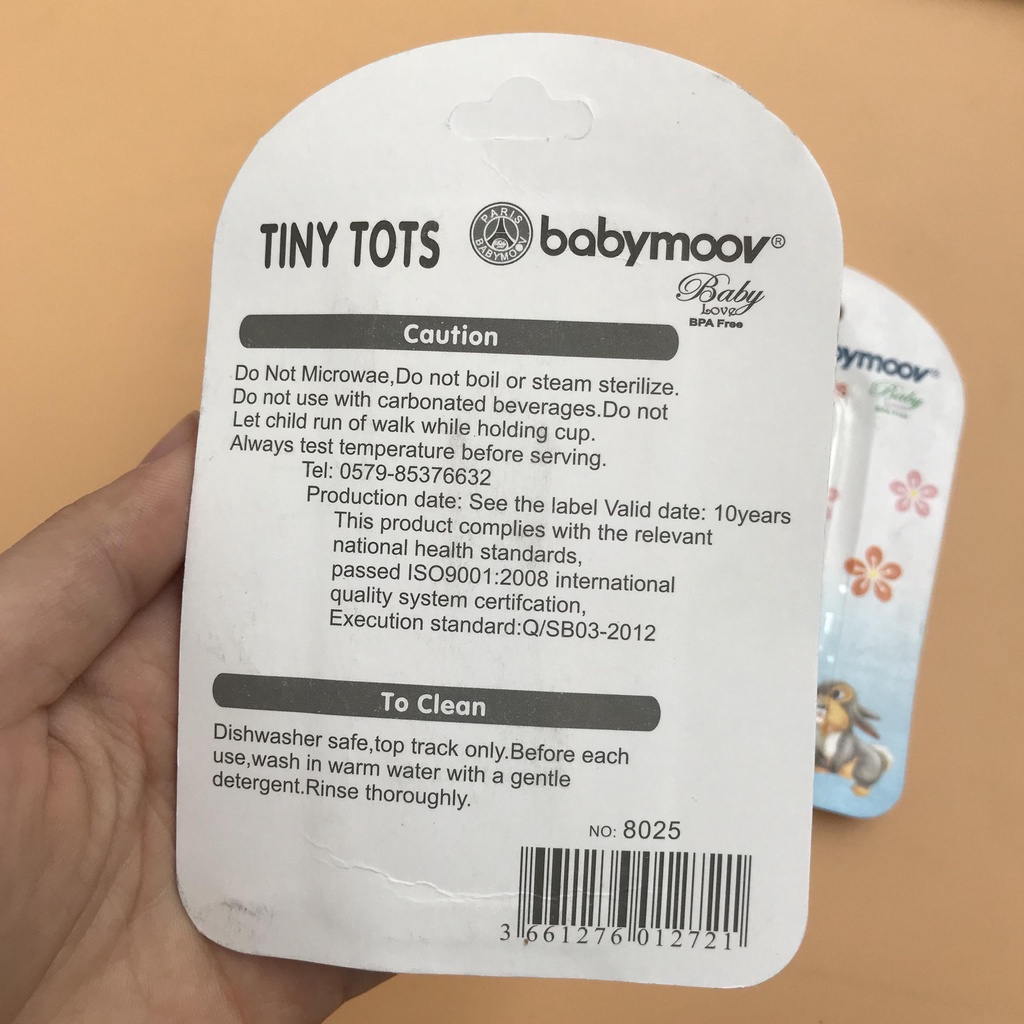 TINY TOTS
PARIS
BABYMOOV
babymoov®
Baby
Love
BPA Free
Caution
Do Not Microwae,Do not boil or steam sterilize.
Do not use with carbonated beverages.Do not
Let child run of walk while holding cup.
Always test temperature before serving.
Tel: 0579-85376632
Production date: See the label Valid date: 10years
This product complies with the relevant
national health standards,
passed ISO9001:2008 international
quality system certifcation,
Execution standard:Q/SB03-2012
To Clean
Dishwasher safe,top track only.Before each
use,wash in warm water with a gentle
detergent.Rinse thoroughly.
NO: 8025
3 661276 012721
ymoov®
Baby